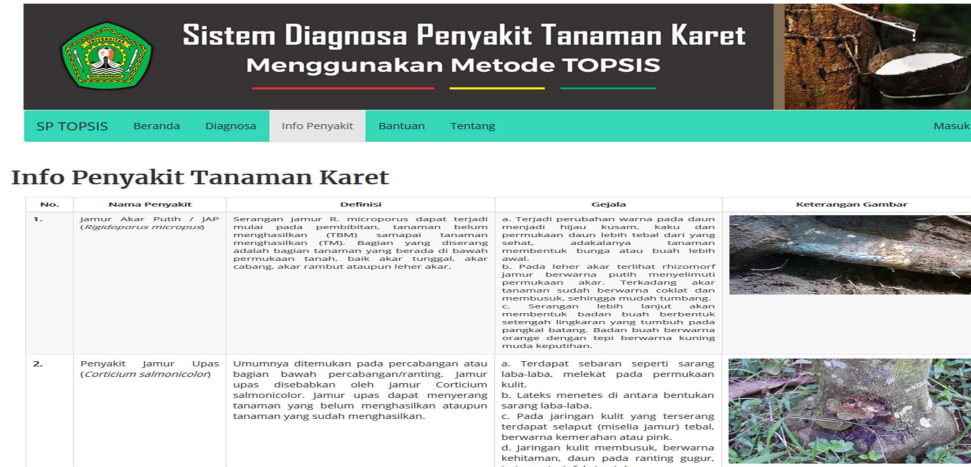 Sistem Diagnosa Penyakit Tanaman Karet
Menggunakan Metode TOPSIS
SP TOPSIS Beranda Diagnosa Info Penyakit Bantuan Tentang Masuk
Info Penyakit Tanaman Karet
No. Nama Penyakit Definisi Gejala Keterangan Gambar
1.
Jamur Akar Putih / JAP
(Rigidoporus micropus)
Serangan jamur R. microporus dapat terjadi
mulai pada pembibitan, tanaman belum
menghasilkan (TBM) samapai tanaman
menghasilkan (TM). Bagian yang diserang
adalah bagian tanaman yang berada di bawah
permukaan tanah, baik akar tunggal, akar
cabang, akar rambut ataupun leher akar.
a. Terjadi perubahan warna pada daun
menjadi hijau kusam, kaku dan
permukaan daun lebih tebal dari yang
sehat, adakalanya tanaman
membentuk bunga atau buah lebih
awal.
b. Pada leher akar terlihat rhizomorf
jamur berwarna putih menyelimuti
permukaan akar. Terkadang akar
tanaman sudah berwarna coklat dan
membusuk, sehingga mudah tumbang.
c. Serangan lebih lanjut akan
membentuk badan buah berbentuk
setengah lingkaran yang tumbuh pada
pangkal batang. Badan buah berwarna
orange dengan tepi berwarna kuning
muda keputihan.
2.
Penyakit Jamur Upas
(Corticium salmonicolor)
Umumnya ditemukan pada percabangan atau
bagian bawah percabangan/ranting. Jamur
upas disebabkan oleh jamur Corticium
salmonicolor. Jamur upas dapat menyerang
tanaman yang belum menghasilkan ataupun
tanaman yang sudah menghasilkan.
a. Terdapat sebaran seperti sarang
laba-laba, melekat pada permukaan
kulit.
b. Lateks menetes di antara bentukan
sarang laba-laba.
c. Pada jaringan kulit yang terserang
terdapat selaput (miselia jamur) tebal,
berwarna kemerahan atau pink.
d. Jaringan kulit membusuk, berwarna
kehitaman, daun pada ranting gugur,